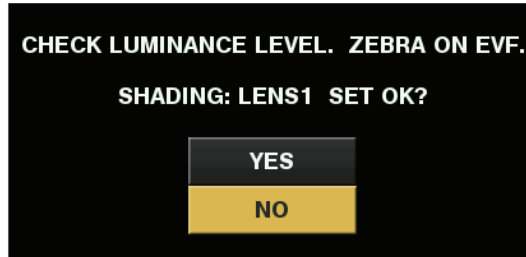 CHECK LUMINANCE LEVEL. ZEBRA ON EVF.
SHADING: LENS1 SET OK?
YES
NO